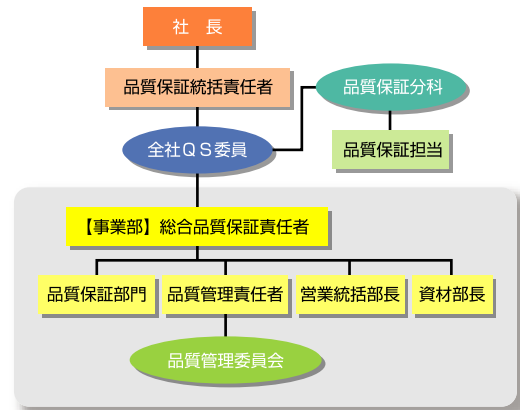 社　長
品質保証統括責任者
全社ＱＳ委員
品質保証分科
品質保証担当
【事業部】総合品質保証責任者
品質保証部門
品質管理責任者
営業統括部長
資材部長
品質管理委員会